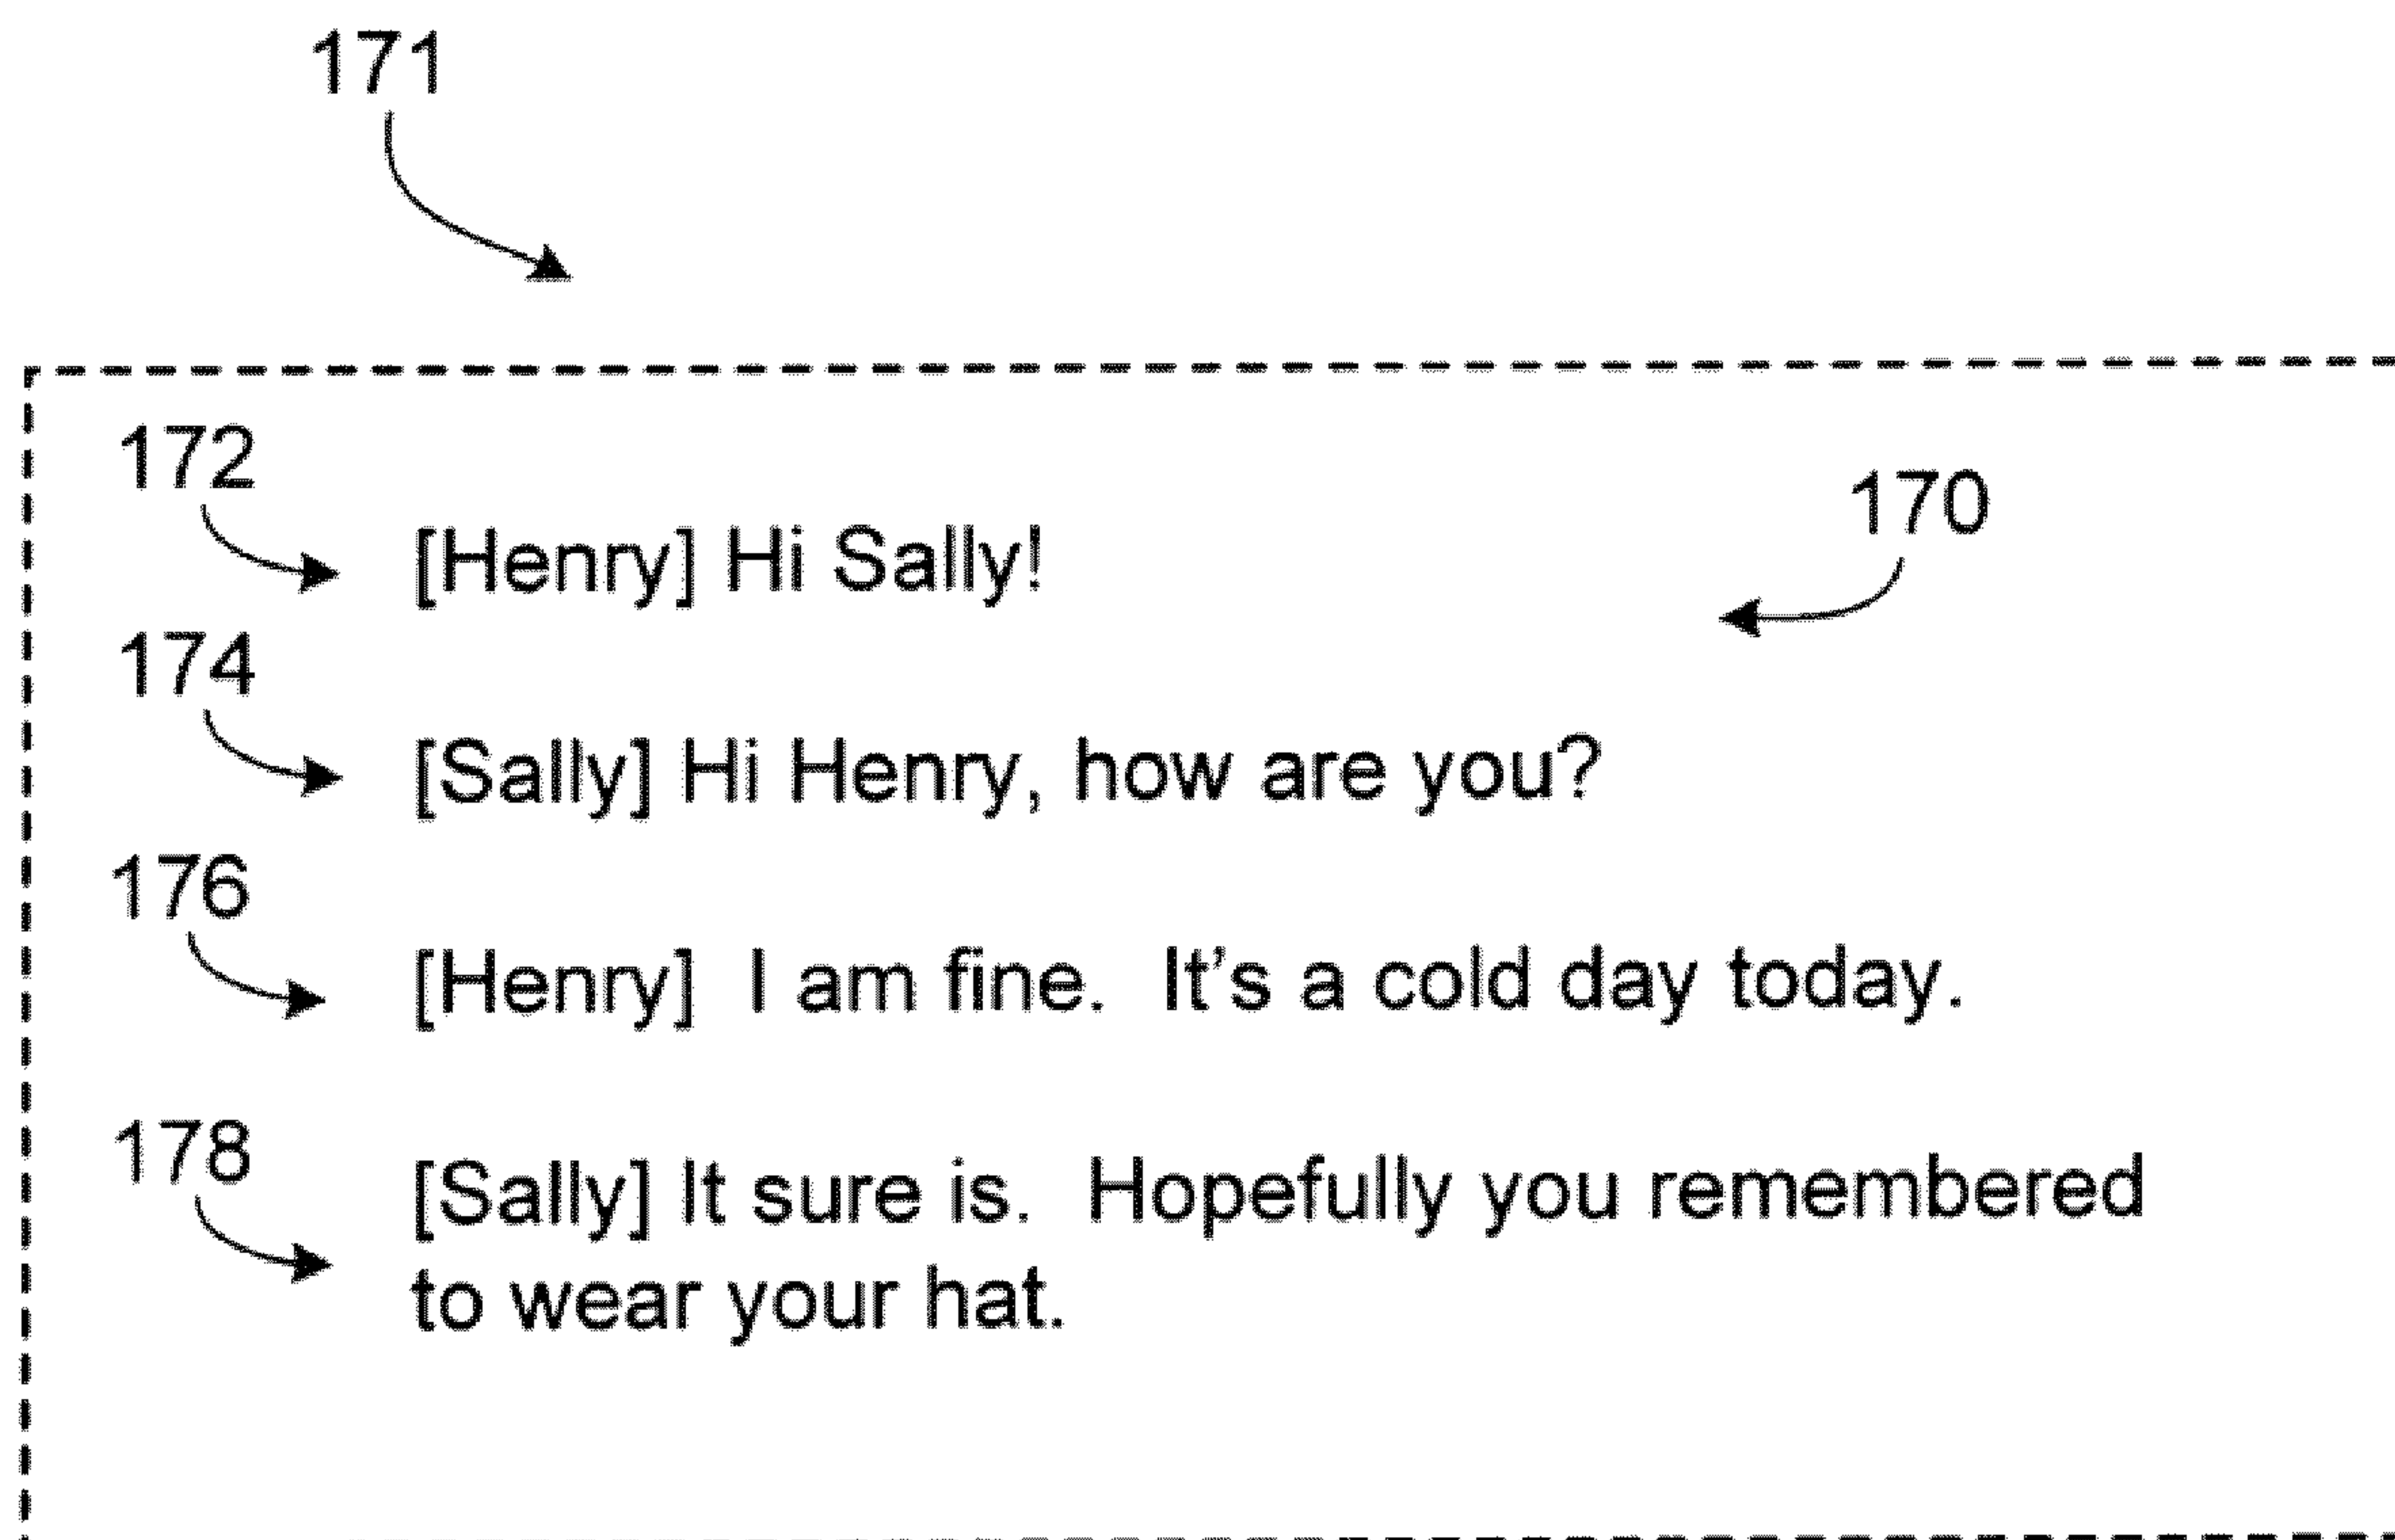 171
172
170
[Henry] Hi Sally!
174
[Sally] Hi Henry, how are you?
176
[Henry]  I am fine.  It’s a cold day today.
178
[Sally] It sure is.  Hopefully you remembered
to wear your hat.